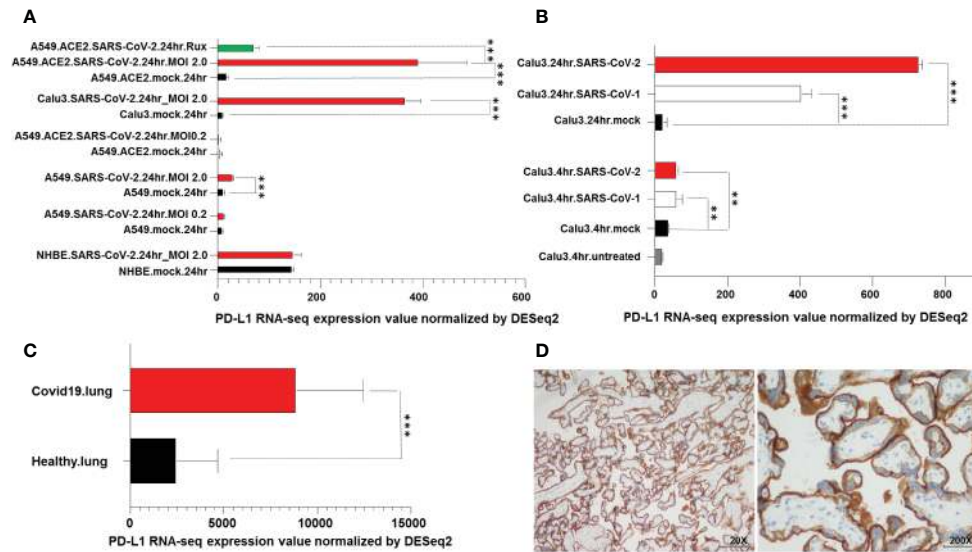 A
A549.ACE2.SARS-CoV-2.24hr.Rux
A549.ACE2.SARS-CoV-2.24hr.MOI 2.0
A549.ACE2.mock.24hr
Calu3.SARS-CoV-2.24hr_MOI 2.0
Calu3.mock.24hr
A549.ACE2.SARS-CoV-2.24hr.MOI0.2
A549.ACE2.mock.24hr
A549.SARS-CoV-2.24hr.MOI 2.0
A549.mock.24hr
A549.SARS-CoV-2.24hr.MOI 0.2
A549.mock.24hr
NHBE.SARS-CoV-2.24hr_MOI 2.0
NHBE.mock.24hr
***
***
***
***
0 200 400 600
PD-L1 RNA-seq expression value normalized by DESeq2
B
Calu3.24hr.SARS-CoV-2
Calu3.24hr.SARS-CoV-1
Calu3.24hr.mock
Calu3.4hr.SARS-CoV-2
Calu3.4hr.SARS-CoV-1
Calu3.4hr.mock
Calu3.4hr.untreated
***
***
**
**
0 200 400 600 800
PD-L1 RNA-seq expression value normalized by DESeq2
C
Covid19.lung
Healthy.lung
***
0 5000 10000 15000
PD-L1 RNA-seq expression value normalized by DESeq2
D
20X
200X